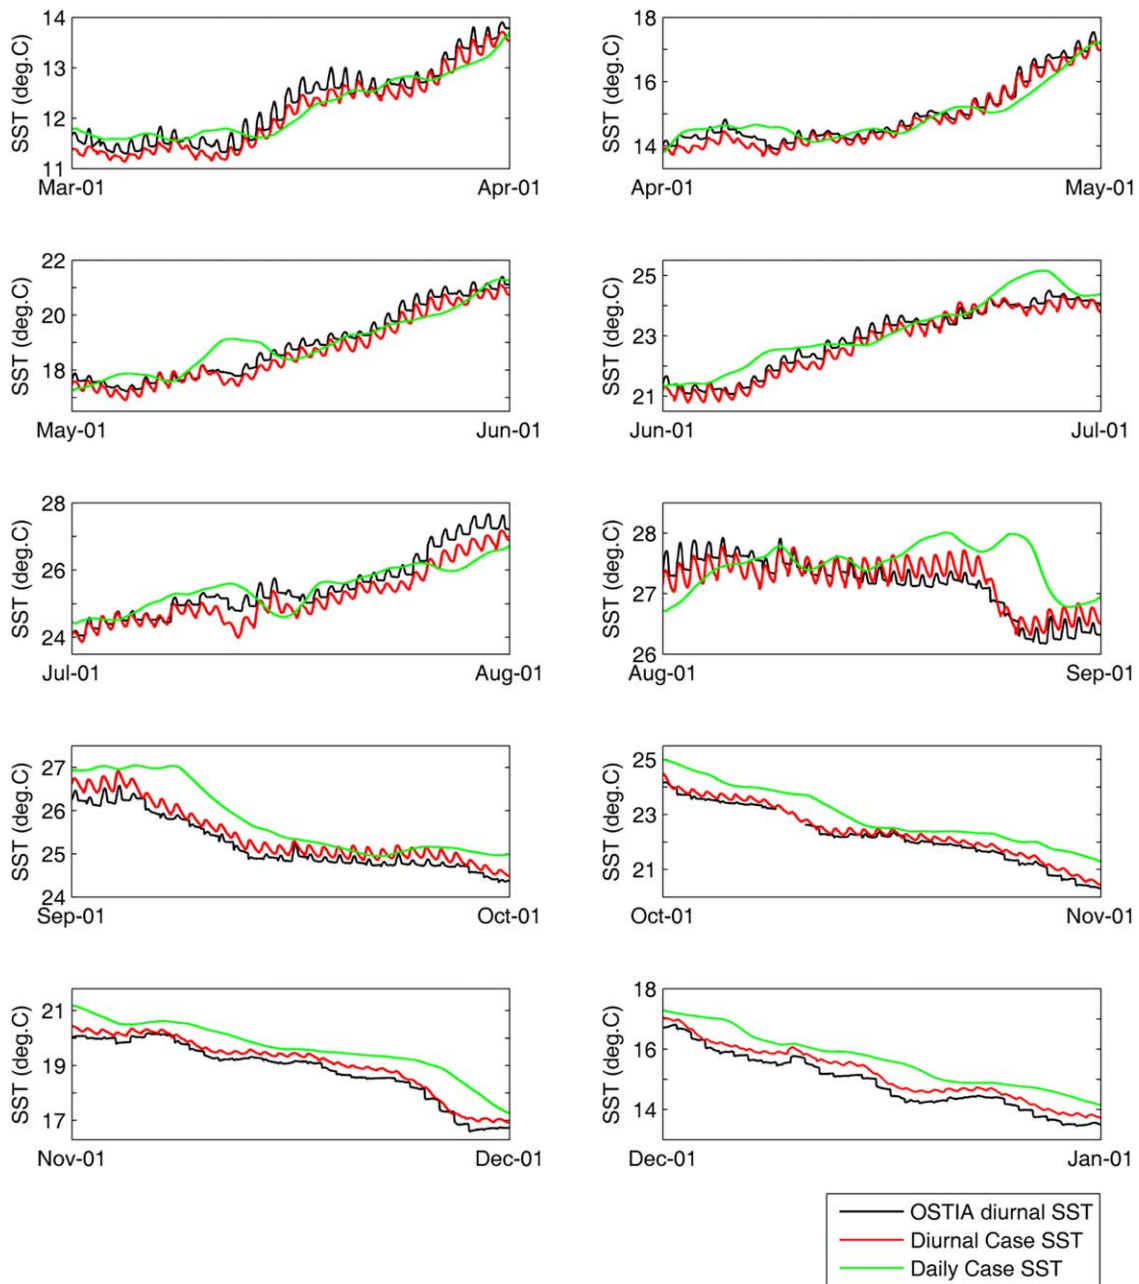 14
13
12
11
SST (deg.C)
Mar-01
Apr-01
18
16
14
SST (deg.C)
Apr-01
May-01
22
20
18
SST (deg.C)
May-01
Jun-01
25
23
21
SST (deg.C)
Jun-01
Jul-01
28
26
24
SST (deg.C)
Jul-01
Aug-01
28
27
26
SST (deg.C)
Aug-01
Sep-01
27
26
25
24
SST (deg.C)
Sep-01
Oct-01
25
23
21
SST (deg.C)
Oct-01
Nov-01
21
19
17
SST (deg.C)
Nov-01
Dec-01
18
16
14
SST (deg.C)
Dec-01
Jan-01
OSTIA diurnal SST
Diurnal Case SST
Daily Case SST